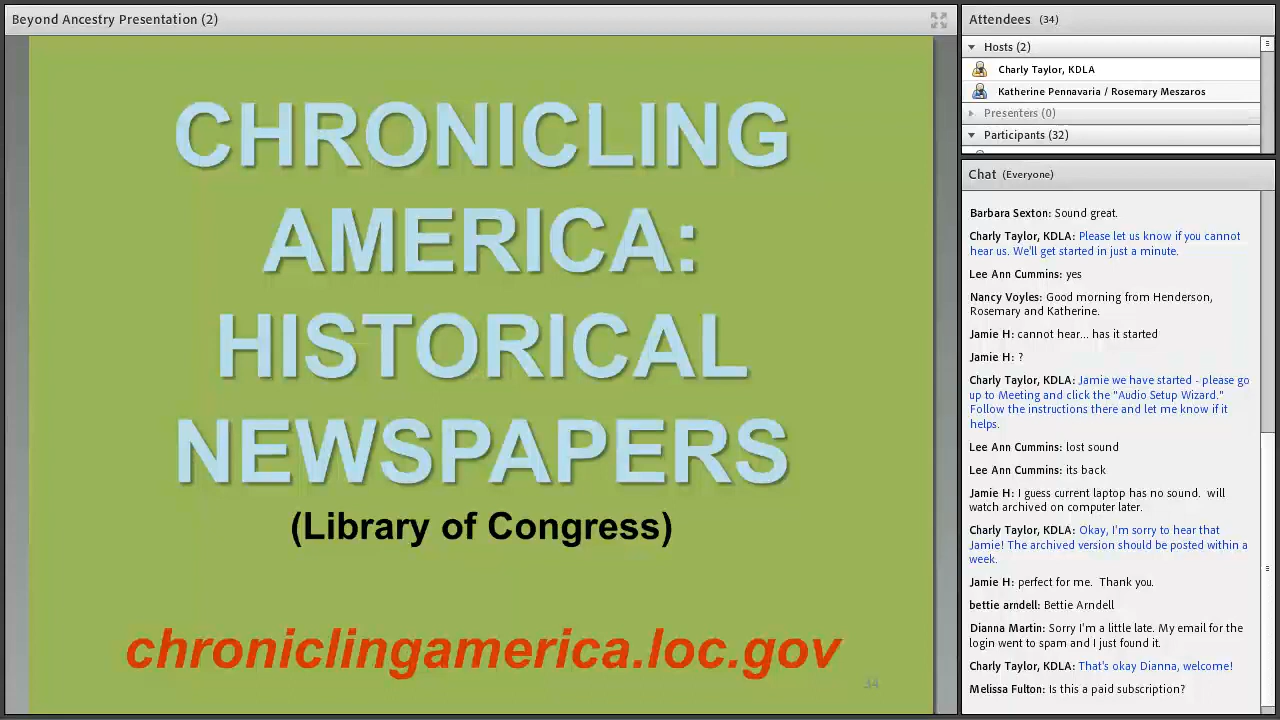 Beyond Ancestry Presentation (2)
CHRONICLING
AMERICA:
HISTORICAL
NEWSPAPERS
(Library of Congress)
chroniclingamerica.loc.gov
34
Attendees (34)
Hosts (2)
Charly Taylor, KDLA
Katherine Pennavaria / Rosemary Meszaros
Presenters (0)
Participants (32)
Chat (Everyone)
Barbara Sexton: Sound great.
Charly Taylor, KDLA: Please let us know if you cannot
hear us. We'll get started in just a minute.
Lee Ann Cummins: yes
Nancy Voyles: Good morning from Henderson,
Rosemary and Katherine.
Jamie H: cannot hear... has it started
Jamie H: ?
Charly Taylor, KDLA: Jamie we have started - please go
up to Meeting and click the "Audio Setup Wizard."
Follow the instructions there and let me know if it
helps.
Lee Ann Cummins: lost sound
Lee Ann Cummins: its back
Jamie H: I guess current laptop has no sound. will
watch archived on computer later.
Charly Taylor, KDLA: Okay, I'm sorry to hear that
Jamie! The archived version should be posted within a
week.
Jamie H: perfect for me. Thank you.
bettie arndell: Bettie Arndell
Dianna Martin: Sorry I'm a little late. My email for the
login went to spam and I just found it.
Charly Taylor, KDLA: That's okay Dianna, welcome!
Melissa Fulton: Is this a paid subscription?